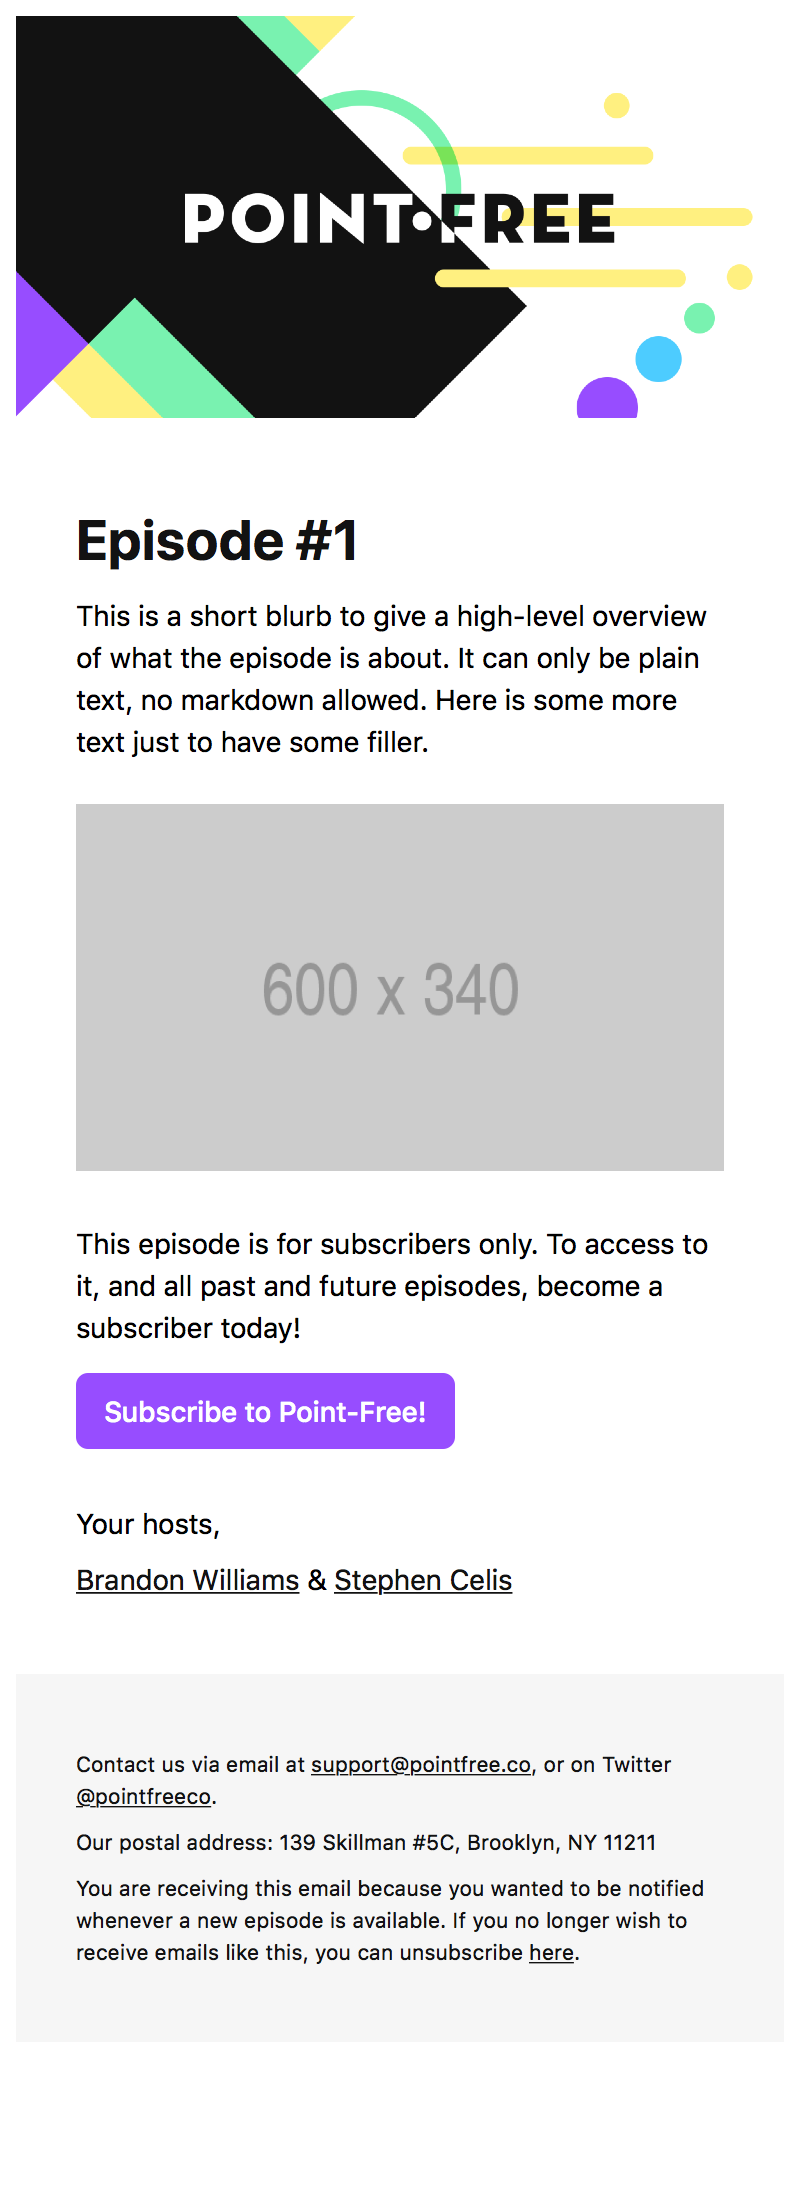 POINT•FREE
Episode #1
This is a short blurb to give a high-level overview
of what the episode is about. It can only be plain
text, no markdown allowed. Here is some more
text just to have some filler.
600 x 340
This episode is for subscribers only. To access to
it, and all past and future episodes, become a
subscriber today!
Subscribe to Point-Free!
Your hosts,
Brandon Williams & Stephen Celis
Contact us via email at support@pointfree.co, or on Twitter
@pointfreeco.
Our postal address: 139 Skillman #5C, Brooklyn, NY 11211
You are receiving this email because you wanted to be notified
whenever a new episode is available. If you no longer wish to
receive emails like this, you can unsubscribe here.